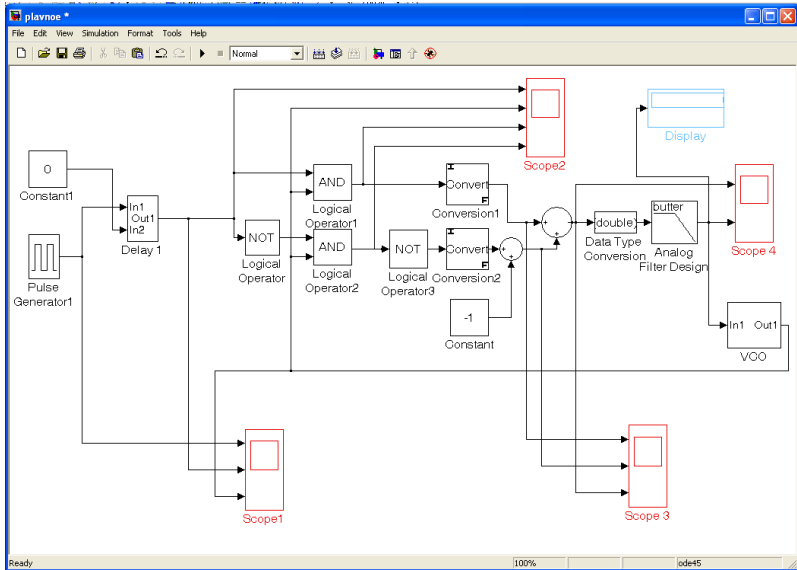 plavnoe *
File Edit View Simulation Format Tools Help
Normal
0
Constant1
In1
Out1
In2
Delay 1
Pulse
Generator1
NOT
Logical
Operator
AND
Logical
Operator1
AND
Logical
Operator2
NOT
Logical
Operator3
Convert
Conversion1
Convert
Conversion2
-1
Constant
Scope2
Display
double
Data Type
Conversion
butter
Analog
Filter Design
Scope 4
In1 Out1
VCO
Scope1
Scope 3
Ready
100%
ode45